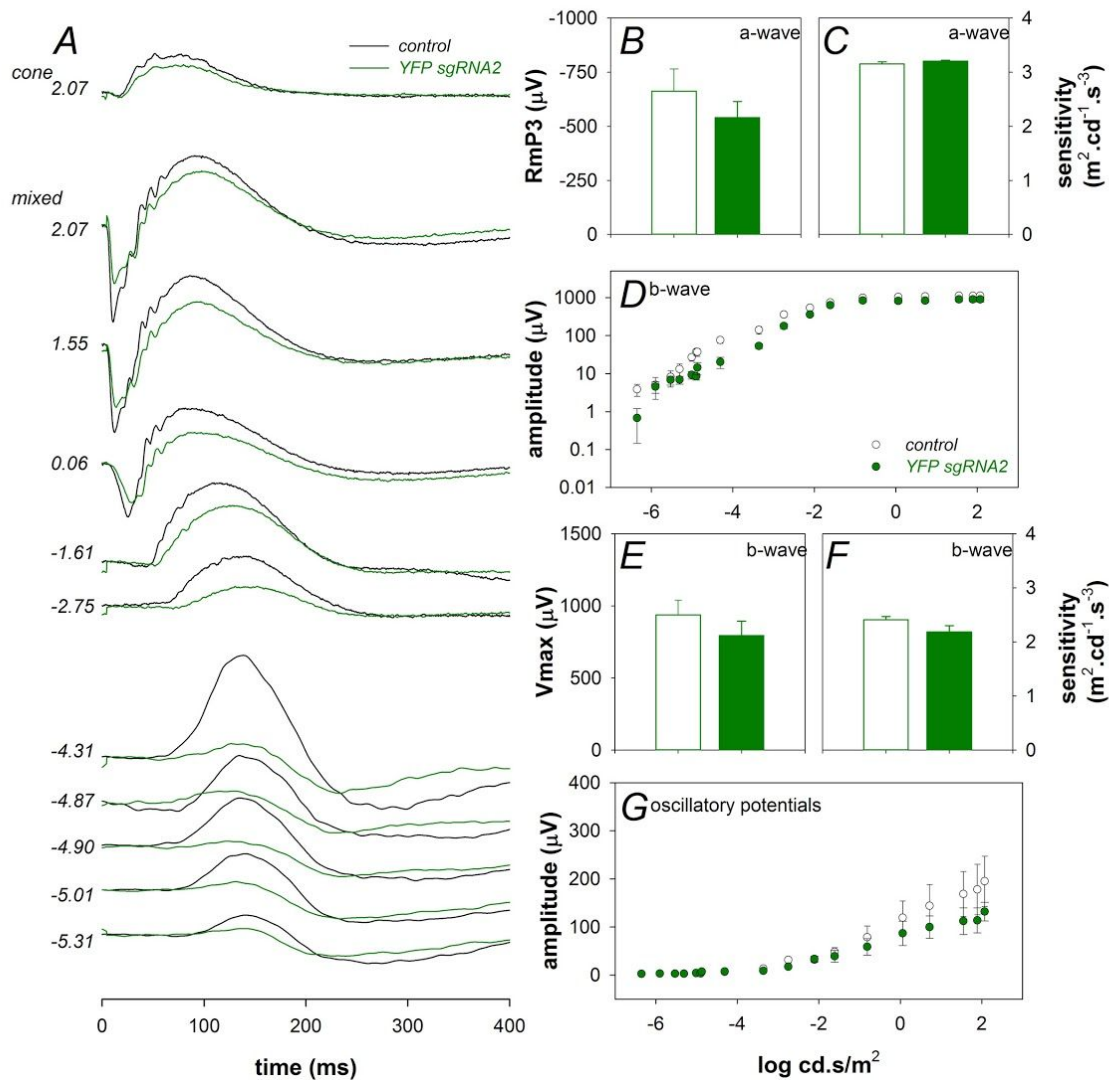 A
control
YFP sgRNA2
cone
2.07
mixed
2.07
1.55
0.06
-1.61
-2.75
-4.31
-4.87
-4.90
-5.01
-5.31
0 100 200 300 400
time (ms)
B a-wave
-1000
-750
-500
-250
0
RmP3 (µV)
C a-wave
4
3
2
1
0
sensitivity
(m².cd⁻¹.s⁻³)
D b-wave
1000
100
10
1
0.1
0.01
amplitude (µV)
control
YFP sgRNA2
-6 -4 -2 0 2
E b-wave
1500
1000
500
0
Vmax (µV)
F b-wave
4
3
2
1
0
sensitivity
(m².cd⁻¹.s⁻³)
G oscillatory potentials
400
300
200
100
0
amplitude (µV)
-6 -4 -2 0 2
log cd.s/m²